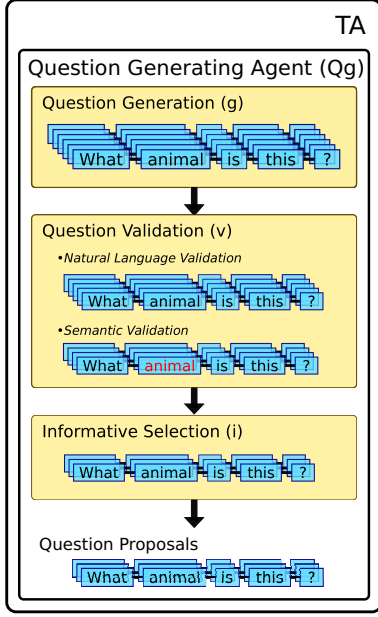 TA
Question Generating Agent (Qg)
Question Generation (g)
What animal is this ?
Question Validation (v)
•Natural Language Validation
What animal is this ?
•Semantic Validation
What animal is this ?
Informative Selection (i)
What animal is this ?
Question Proposals
What animal is this ?